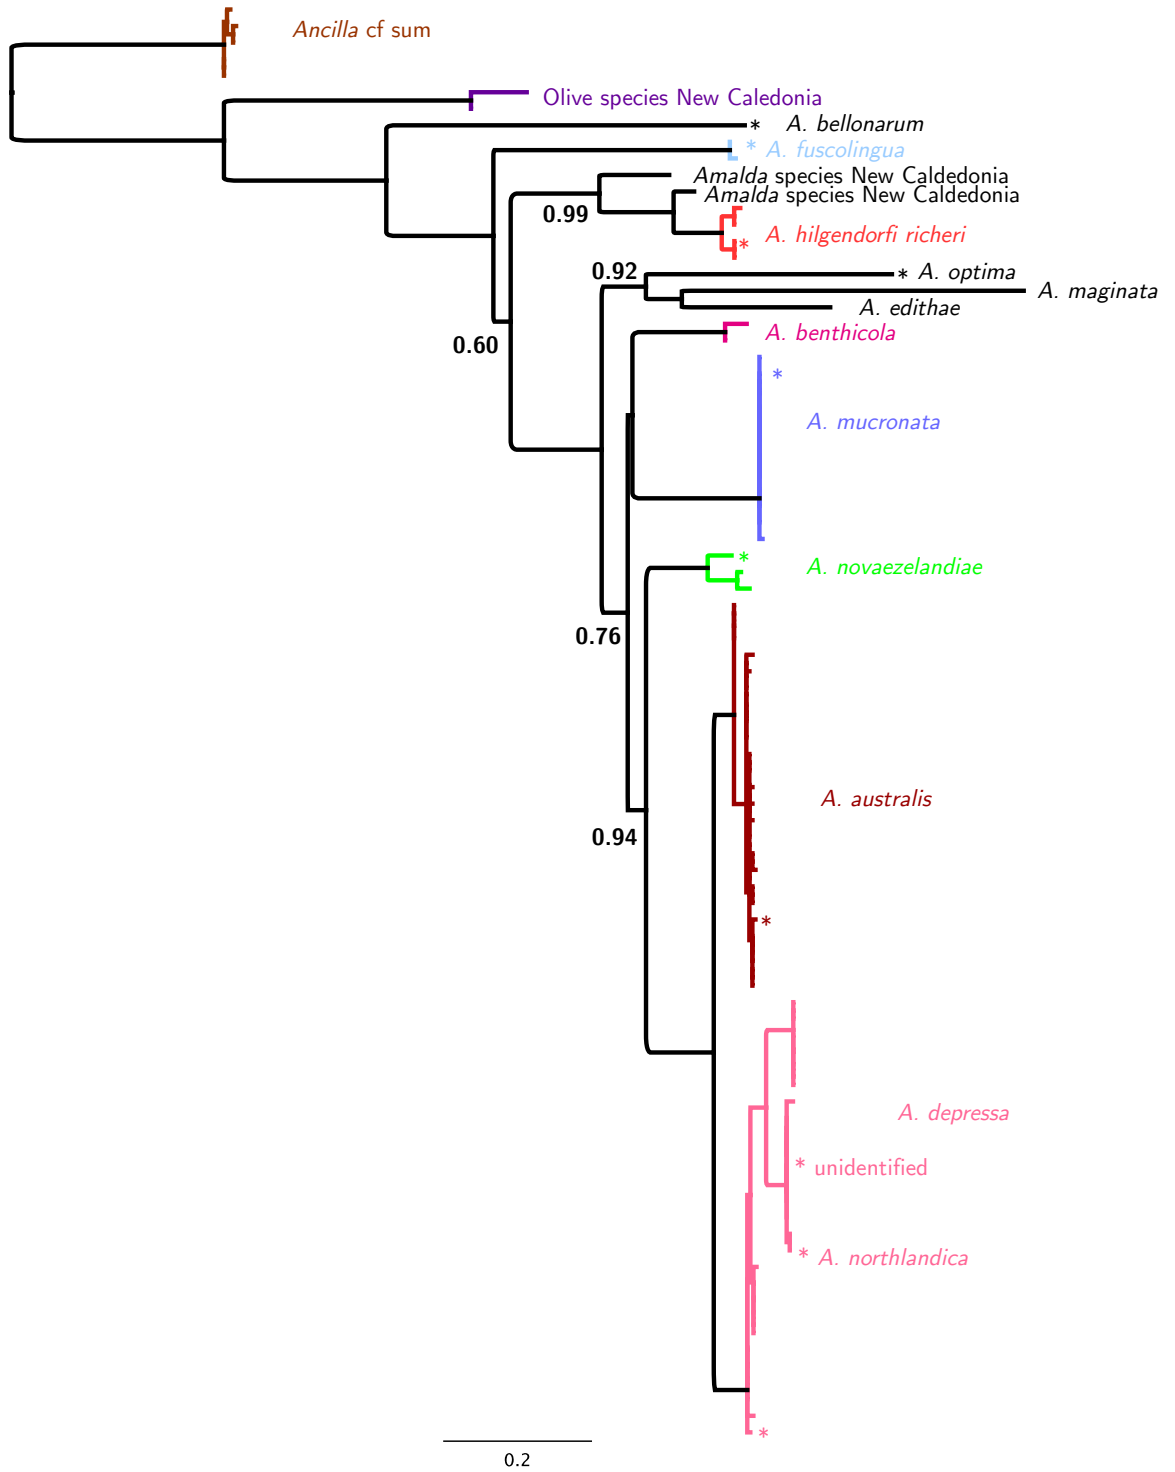 Ancilla cf sum
Olive species New Caledonia
* A. bellonarum
* A. fuscolingua
Amalda species New Caldedonia
Amalda species New Caldedonia
0.99
A. hilgendorfi richeri
*
0.92
* A. optima
A. maginata
A. edithae
A. benthicola
0.60
*
A. mucronata
*
A. novaezelandiae
0.76
A. australis
0.94
*
A. depressa
* unidentified
* A. northlandica
*
0.2